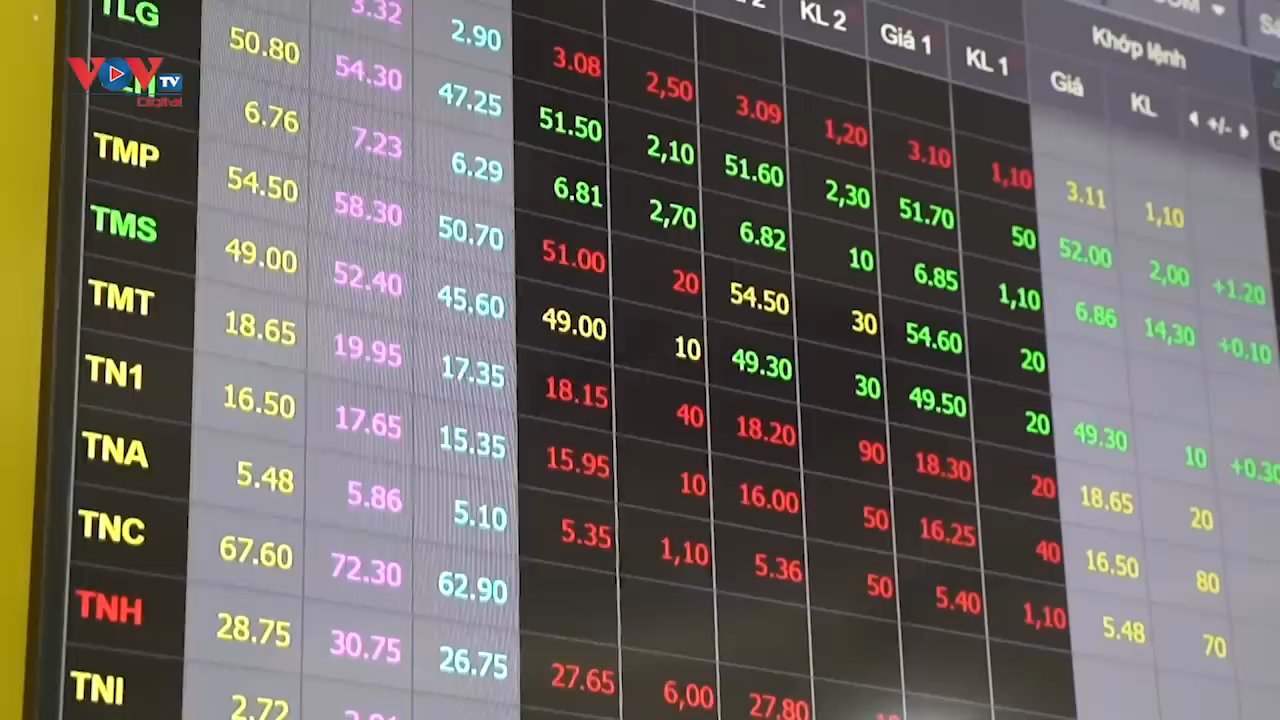 VOV TV
Digital
Khớp lệnh
KL 2 Giá 1 KL 1 Giá KL +/-
3.32 2.90 3.08 2,50 3.09 1,20 3.10 1,10 3.11 1,10
TLG 50.80 54.30 47.25 51.50 2,10 51.60 2,30 51.70 50 52.00 2,00 +1.20
6.76 7.23 6.29 6.81 2,70 6.82 10 6.85 1,10 6.86 14,30 +0.10
TMP 54.50 58.30 50.70 51.00 20 54.50 30 54.60 20
TMS 49.00 52.40 45.60 49.00 10 49.30 30 49.50 20 49.30 10 +0.30
TMT 18.65 19.95 17.35 18.15 40 18.20 90 18.30 20 18.65 20
TN1 16.50 17.65 15.35 15.95 10 16.00 50 16.25 40 16.50 80
TNA 5.48 5.86 5.10 5.35 1,10 5.36 50 5.40 1,10 5.48 70
TNC 67.60 72.30 62.90
TNH 28.75 30.75 26.75 27.65 6,00 27.80
TNI 2.72